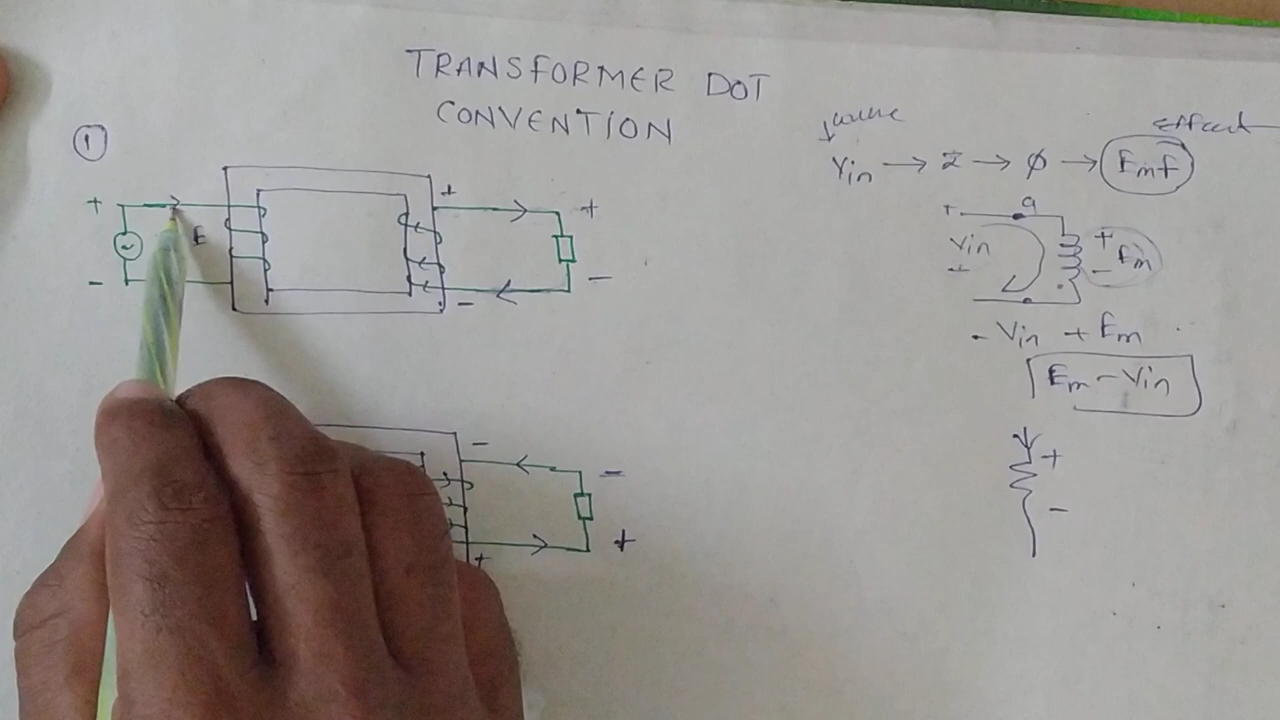 TRANSFORMER DOT
CONVENTION
①
+ E + +
- - -
- -
+ +
effect
Vin → i → φ → Emf
+ a
Vin + Em
+ -
- Vin + Em
Em - Vin
+
-